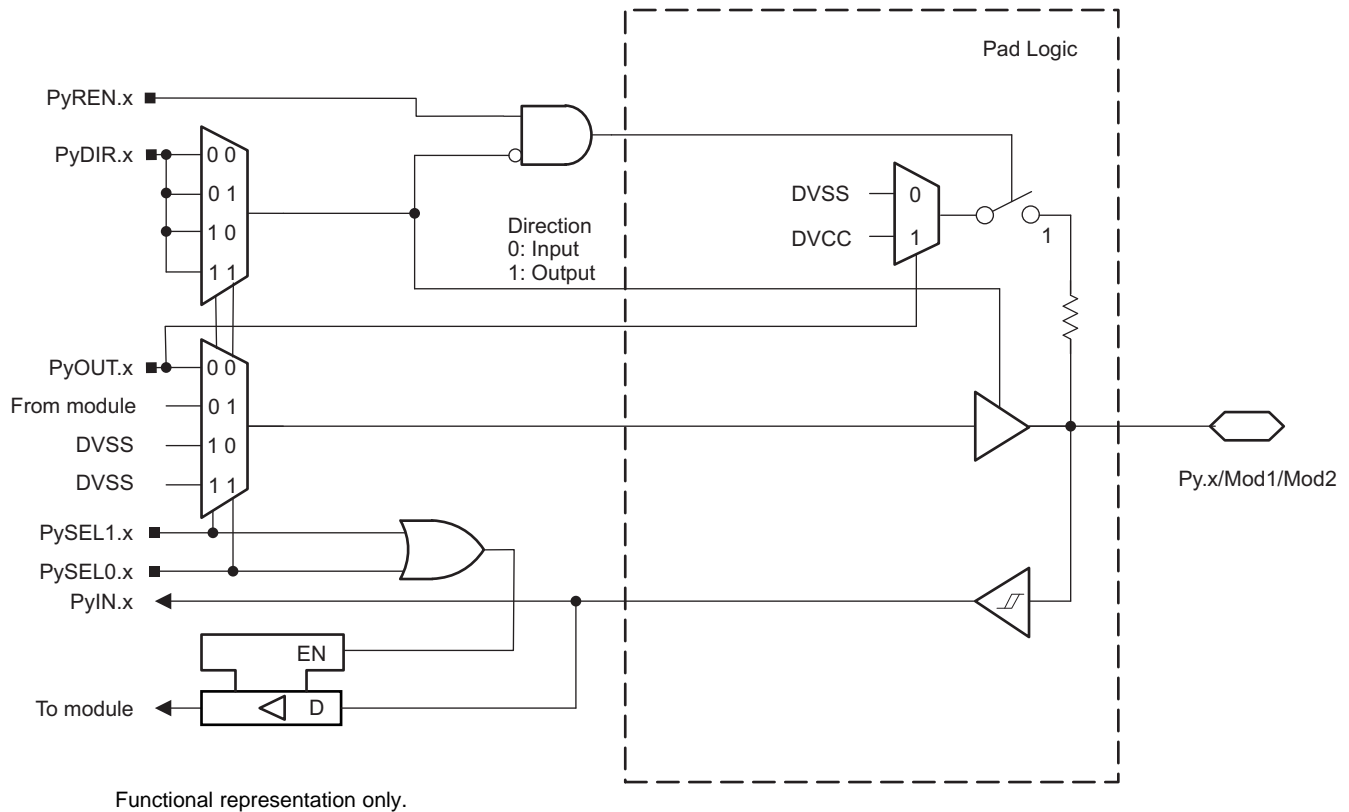 Pad Logic
PyREN.x
PyDIR.x
0 0
0 1
1 0
1 1
Direction
0: Input
1: Output
DVSS
DVCC
0
1
1
PyOUT.x
From module
DVSS
DVSS
0 0
0 1
1 0
1 1
Py.x/Mod1/Mod2
PySEL1.x
PySEL0.x
PyIN.x
EN
D
To module
Functional representation only.